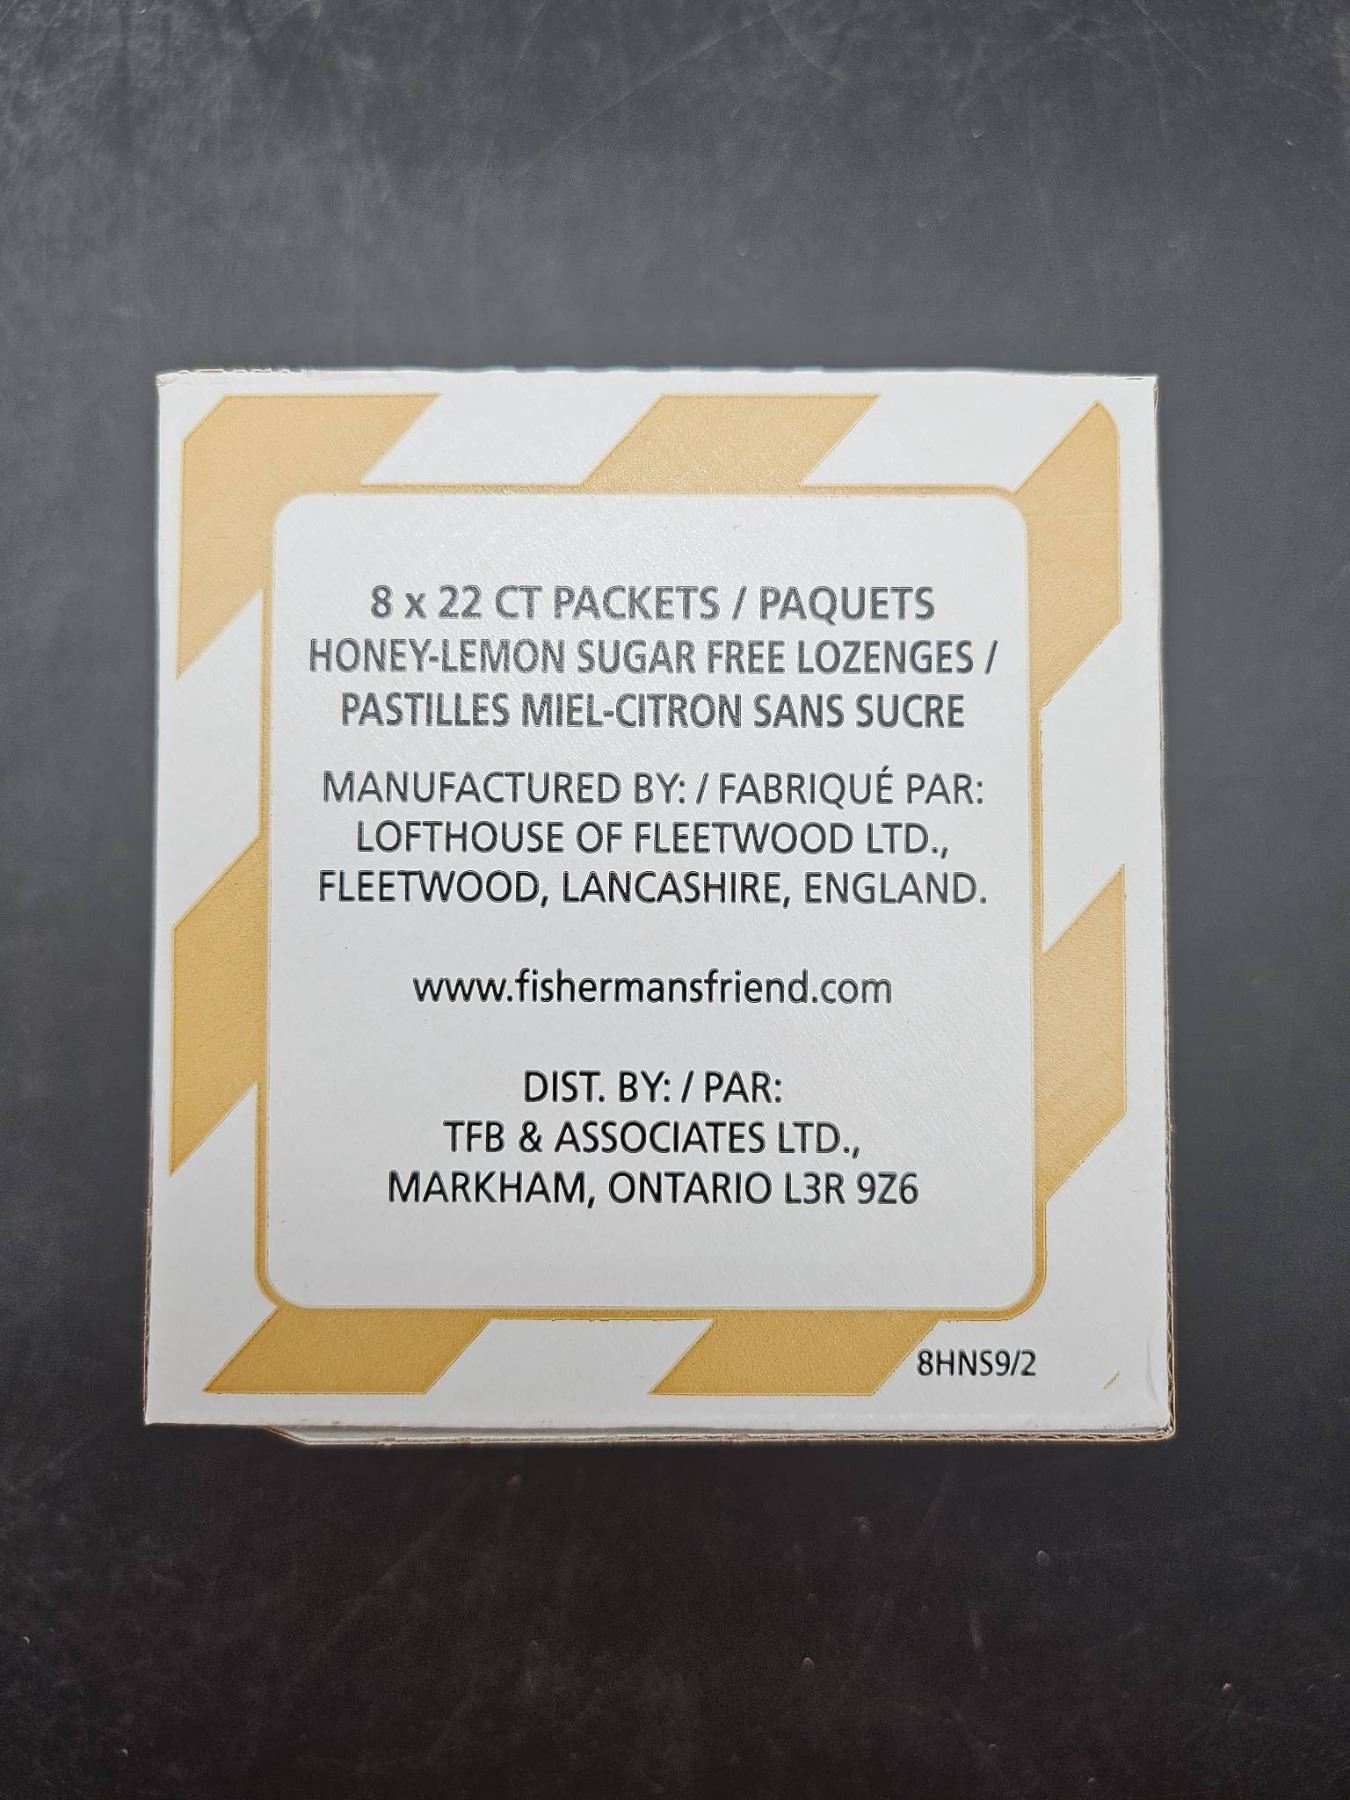 8 x 22 CT PACKETS / PAQUETS
HONEY-LEMON SUGAR FREE LOZENGES /
PASTILLES MIEL-CITRON SANS SUCRE
MANUFACTURED BY: / FABRIQUÉ PAR:
LOFTHOUSE OF FLEETWOOD LTD.,
FLEETWOOD, LANCASHIRE, ENGLAND.
www.fishermansfriend.com
DIST. BY: / PAR:
TFB & ASSOCIATES LTD.,
MARKHAM, ONTARIO L3R 9Z6
8HNS9/2